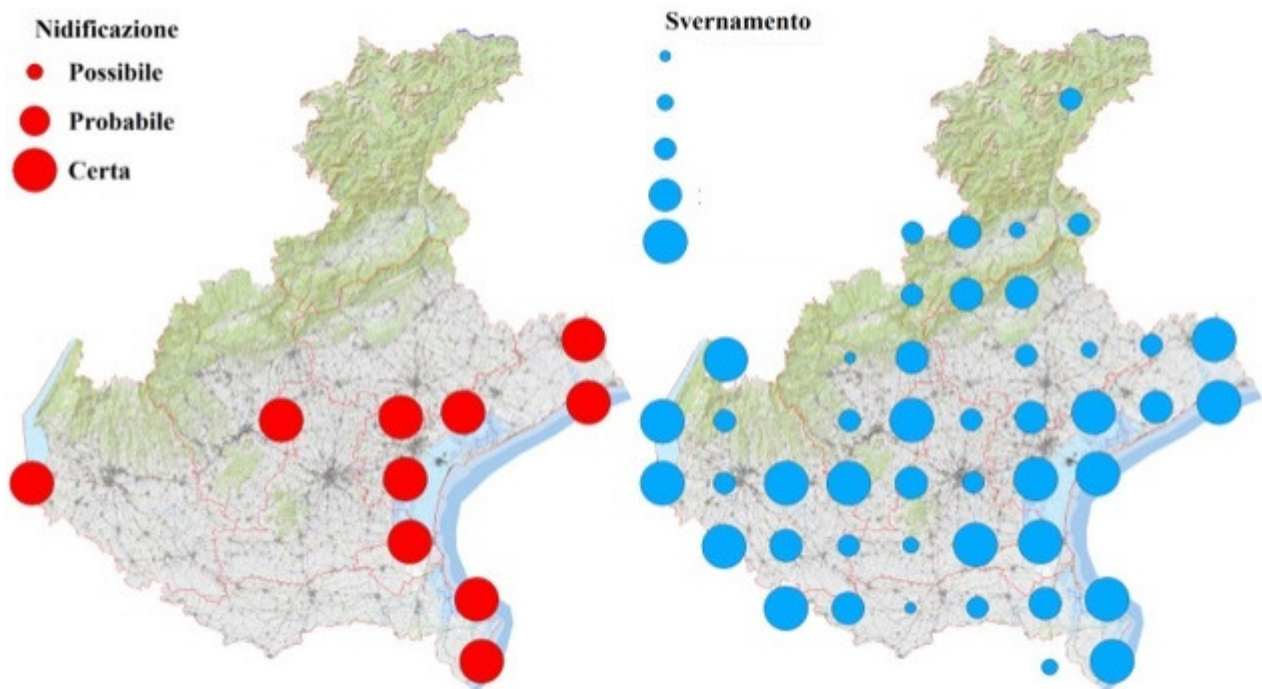 Nidificazione
Possibile
Probabile
Certa
Svernamento
: